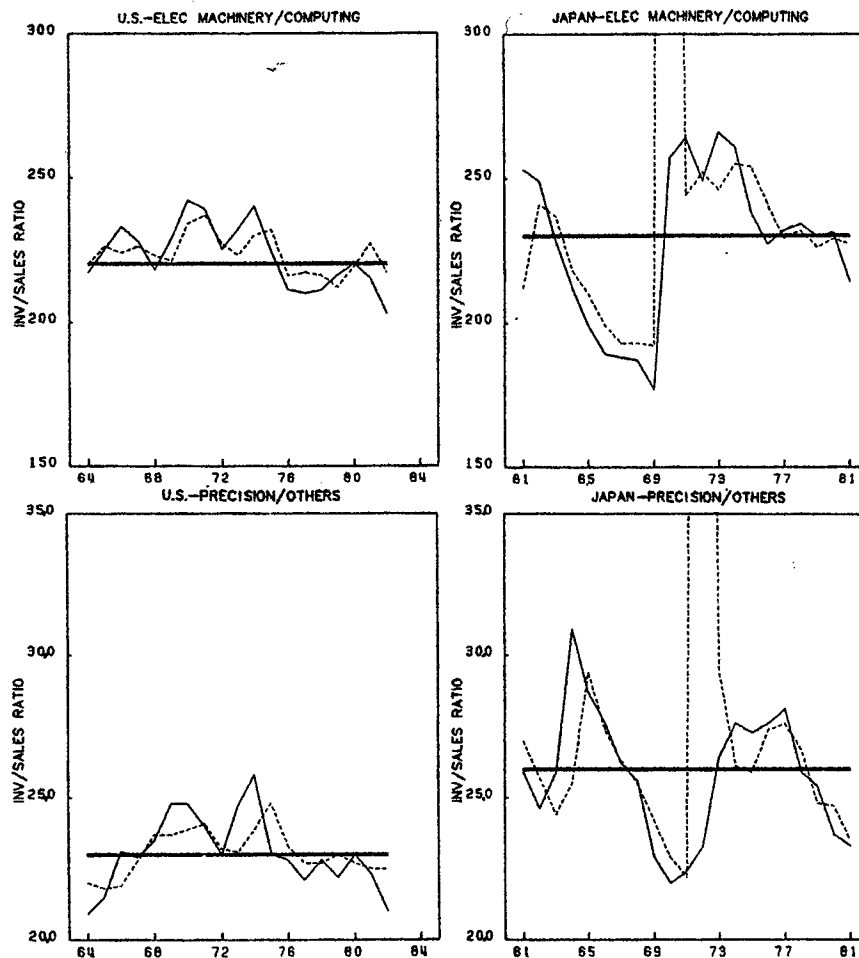 U.S.-ELEC MACHINERY/COMPUTING
300
250
200
150
INV/SALES RATIO
64 68 72 76 80 84
JAPAN-ELEC MACHINERY/COMPUTING
300
250
200
150
INV/SALES RATIO
61 65 69 73 77 81
U.S.-PRECISION/OTHERS
35.0
30.0
25.0
20.0
INV/SALES RATIO
64 68 72 76 80 84
JAPAN-PRECISION/OTHERS
35.0
30.0
25.0
20.0
INV/SALES RATIO
61 65 69 73 77 81